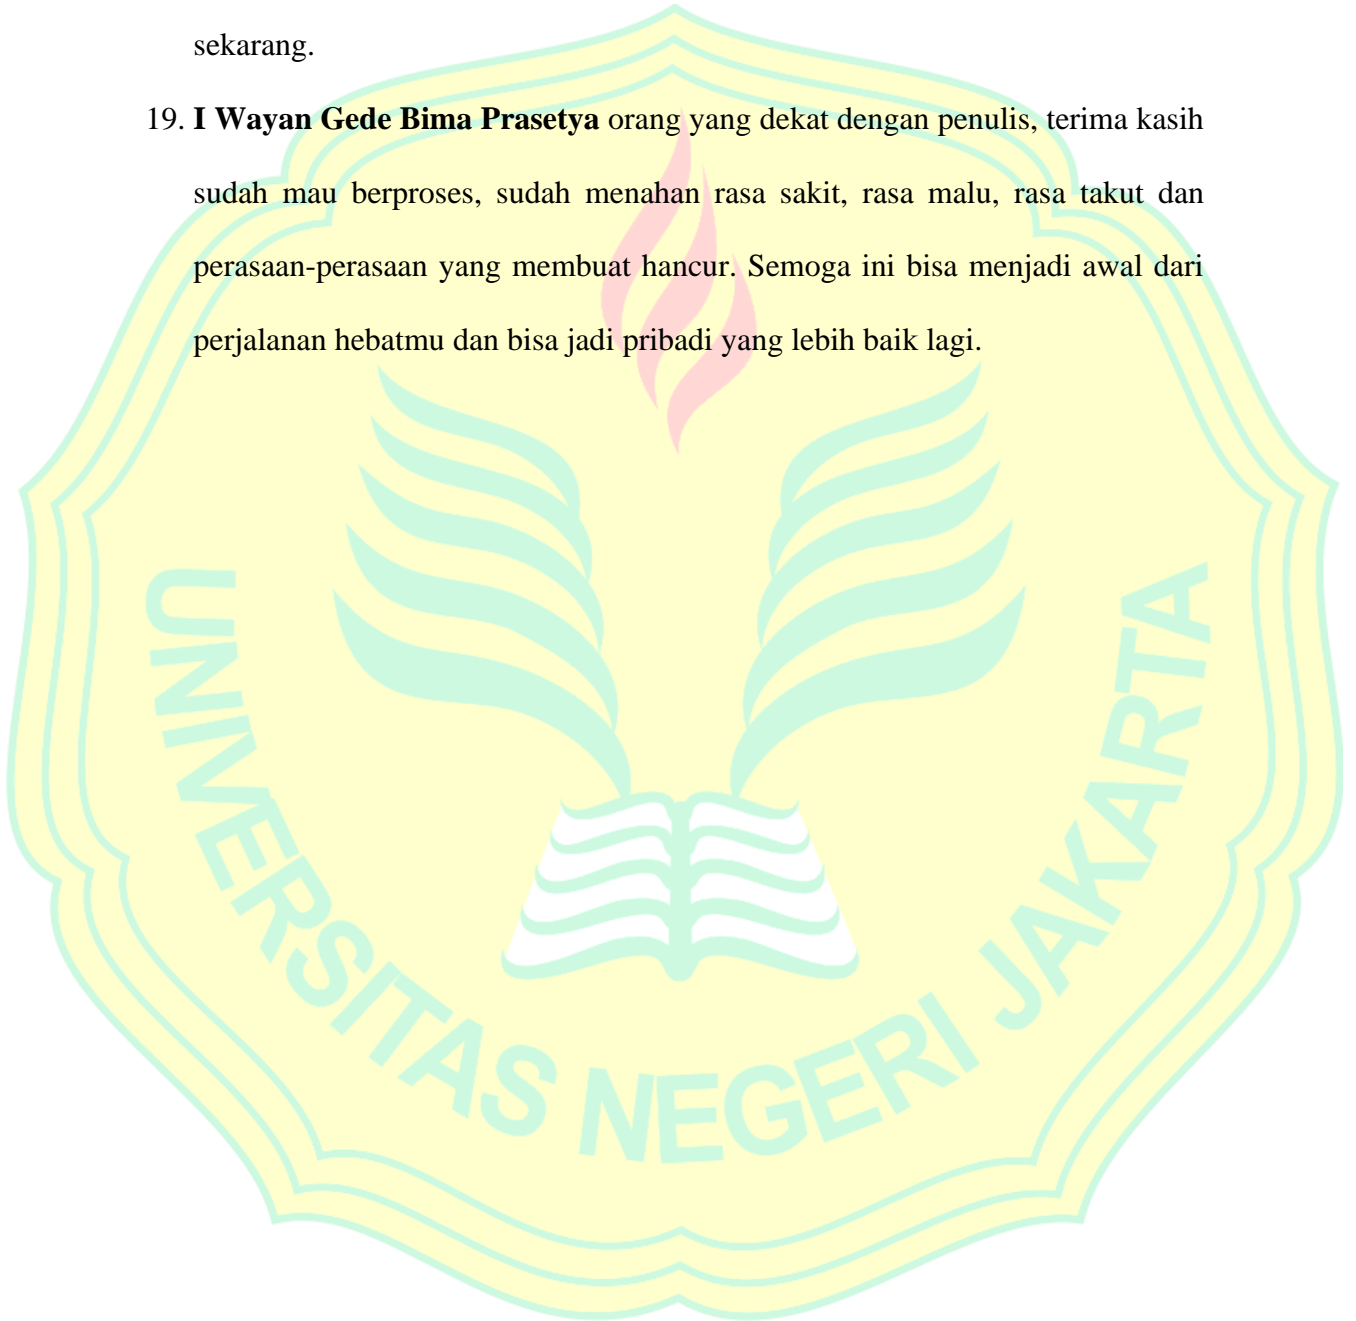 sekarang.
19. I Wayan Gede Bima Prasetya orang yang dekat dengan penulis, terima kasih
sudah mau berproses, sudah menahan rasa sakit, rasa malu, rasa takut dan
perasaan-perasaan yang membuat hancur. Semoga ini bisa menjadi awal dari
perjalanan hebatmu dan bisa jadi pribadi yang lebih baik lagi.
UNIVERSITAS NEGERI JAKARTA